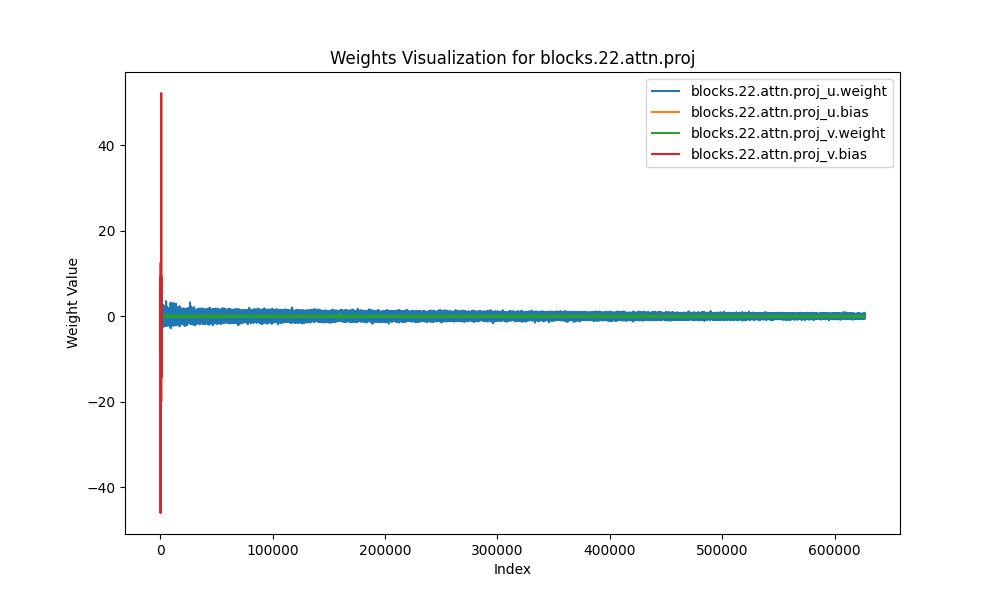 Weights Visualization for blocks.22.attn.proj
blocks.22.attn.proj_u.weight
blocks.22.attn.proj_u.bias
blocks.22.attn.proj_v.weight
blocks.22.attn.proj_v.bias
Weight Value
40
20
0
−20
−40
0
100000
200000
300000
400000
500000
600000
Index